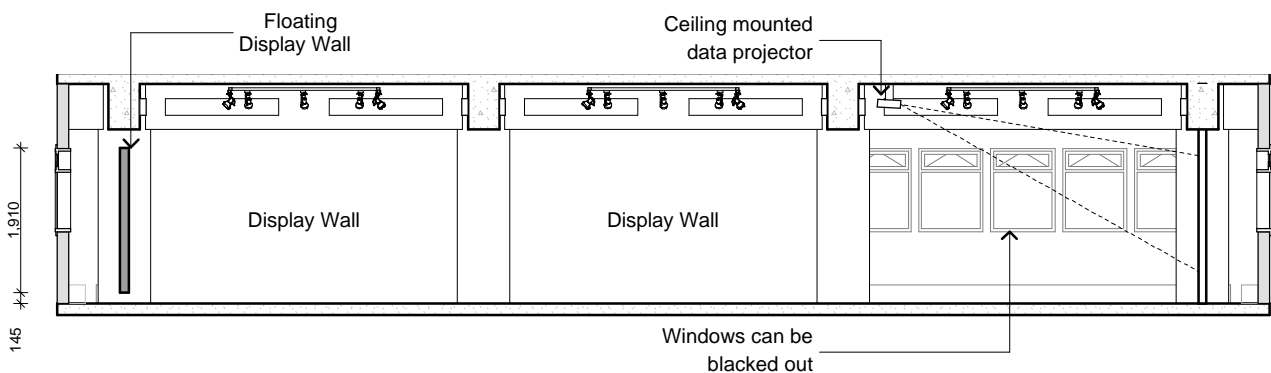 Floating
Display Wall
Ceiling mounted
data projector
1,910
Display Wall
Display Wall
145
Windows can be
blacked out